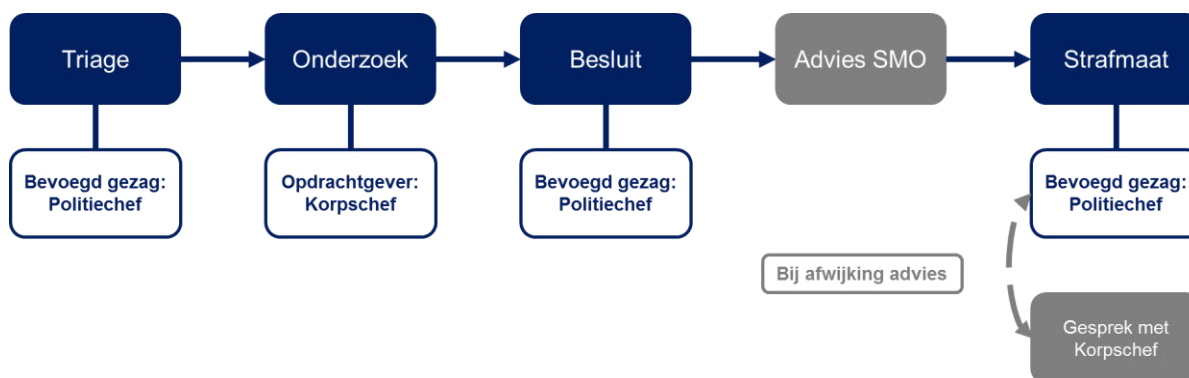 Triage
Onderzoek
Besluit
Advies SMO
Strafmaat
Bevoegd gezag:
Politiechef
Opdrachtgever:
Korpschef
Bevoegd gezag:
Politiechef
Bevoegd gezag:
Politiechef
Bij afwijking advies
Gesprek met
Korpschef